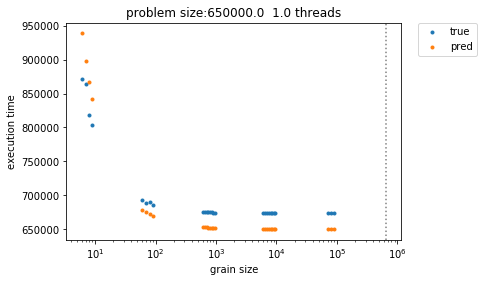 problem size:650000.0  1.0 threads
true
pred
execution time
950000
900000
850000
800000
750000
700000
650000
10¹
10²
10³
10⁴
10⁵
10⁶
grain size